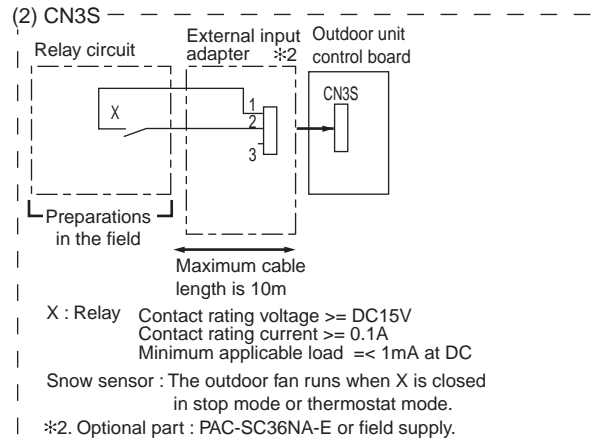 (2) CN3S
Relay circuit
External input
adapter ✻2
Outdoor unit
control board
CN3S
X
1
2
3
Preparations
in the field
Maximum cable
length is 10m
X : Relay Contact rating voltage >= DC15V
Contact rating current >= 0.1A
Minimum applicable load =< 1mA at DC
Snow sensor : The outdoor fan runs when X is closed
in stop mode or thermostat mode.
✻2. Optional part : PAC-SC36NA-E or field supply.